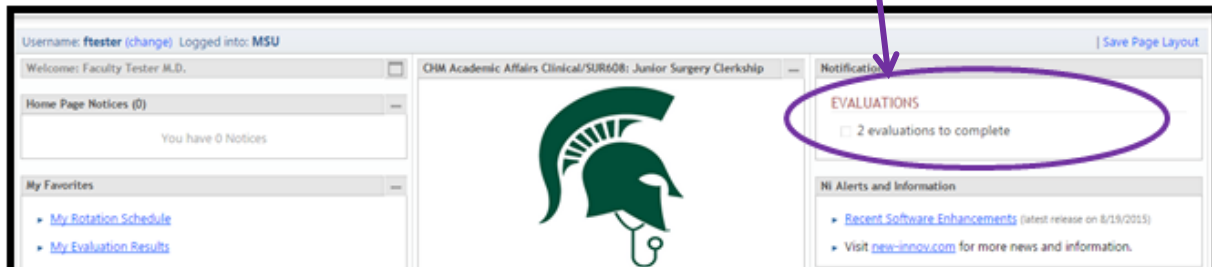 Username: ftester (change) Logged into: MSU
| Save Page Layout
Welcome: Faculty Tester M.D.
Home Page Notices (0)
You have 0 Notices
My Favorites
My Rotation Schedule
My Evaluation Results
CHM Academic Affairs Clinical/SUR608: Junior Surgery Clerkship
Notification
EVALUATIONS
2 evaluations to complete
NI Alerts and Information
Recent Software Enhancements (latest release on 8/19/2015)
Visit new-innov.com for more news and information.